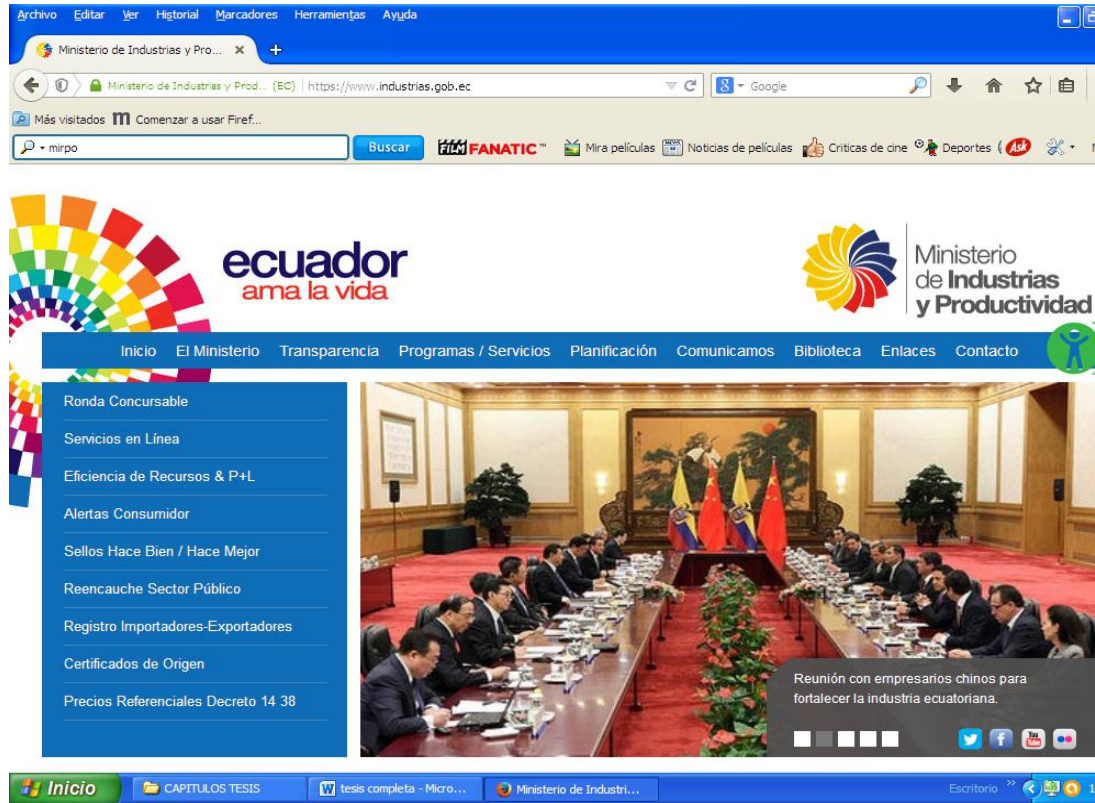 Archivo Editar Ver Historial Marcadores Herramientas Ayuda
Ministerio de Industrias y Pro...
Ministerio de Industrias y Prod... (EC) https://www.industrias.gob.ec
Google
Más visitados Comenzar a usar Firef...
mirpo Buscar FILM FANATIC™ Mira películas Noticias de películas Criticas de cine Deportes ( Ask
ecuador
ama la vida
Ministerio
de Industrias
y Productividad
Inicio El Ministerio Transparencia Programas / Servicios Planificación Comunicamos Biblioteca Enlaces Contacto
Ronda Concursable
Servicios en Línea
Eficiencia de Recursos & P+L
Alertas Consumidor
Sellos Hace Bien / Hace Mejor
Reencauche Sector Público
Registro Importadores-Exportadores
Certificados de Origen
Precios Referenciales Decreto 14 38
Reunión con empresarios chinos para
fortalecer la industria ecuatoriana.
Inicio CAPITULOS TESIS tesis completa - Micro... Ministerio de Industri... Escritorio »